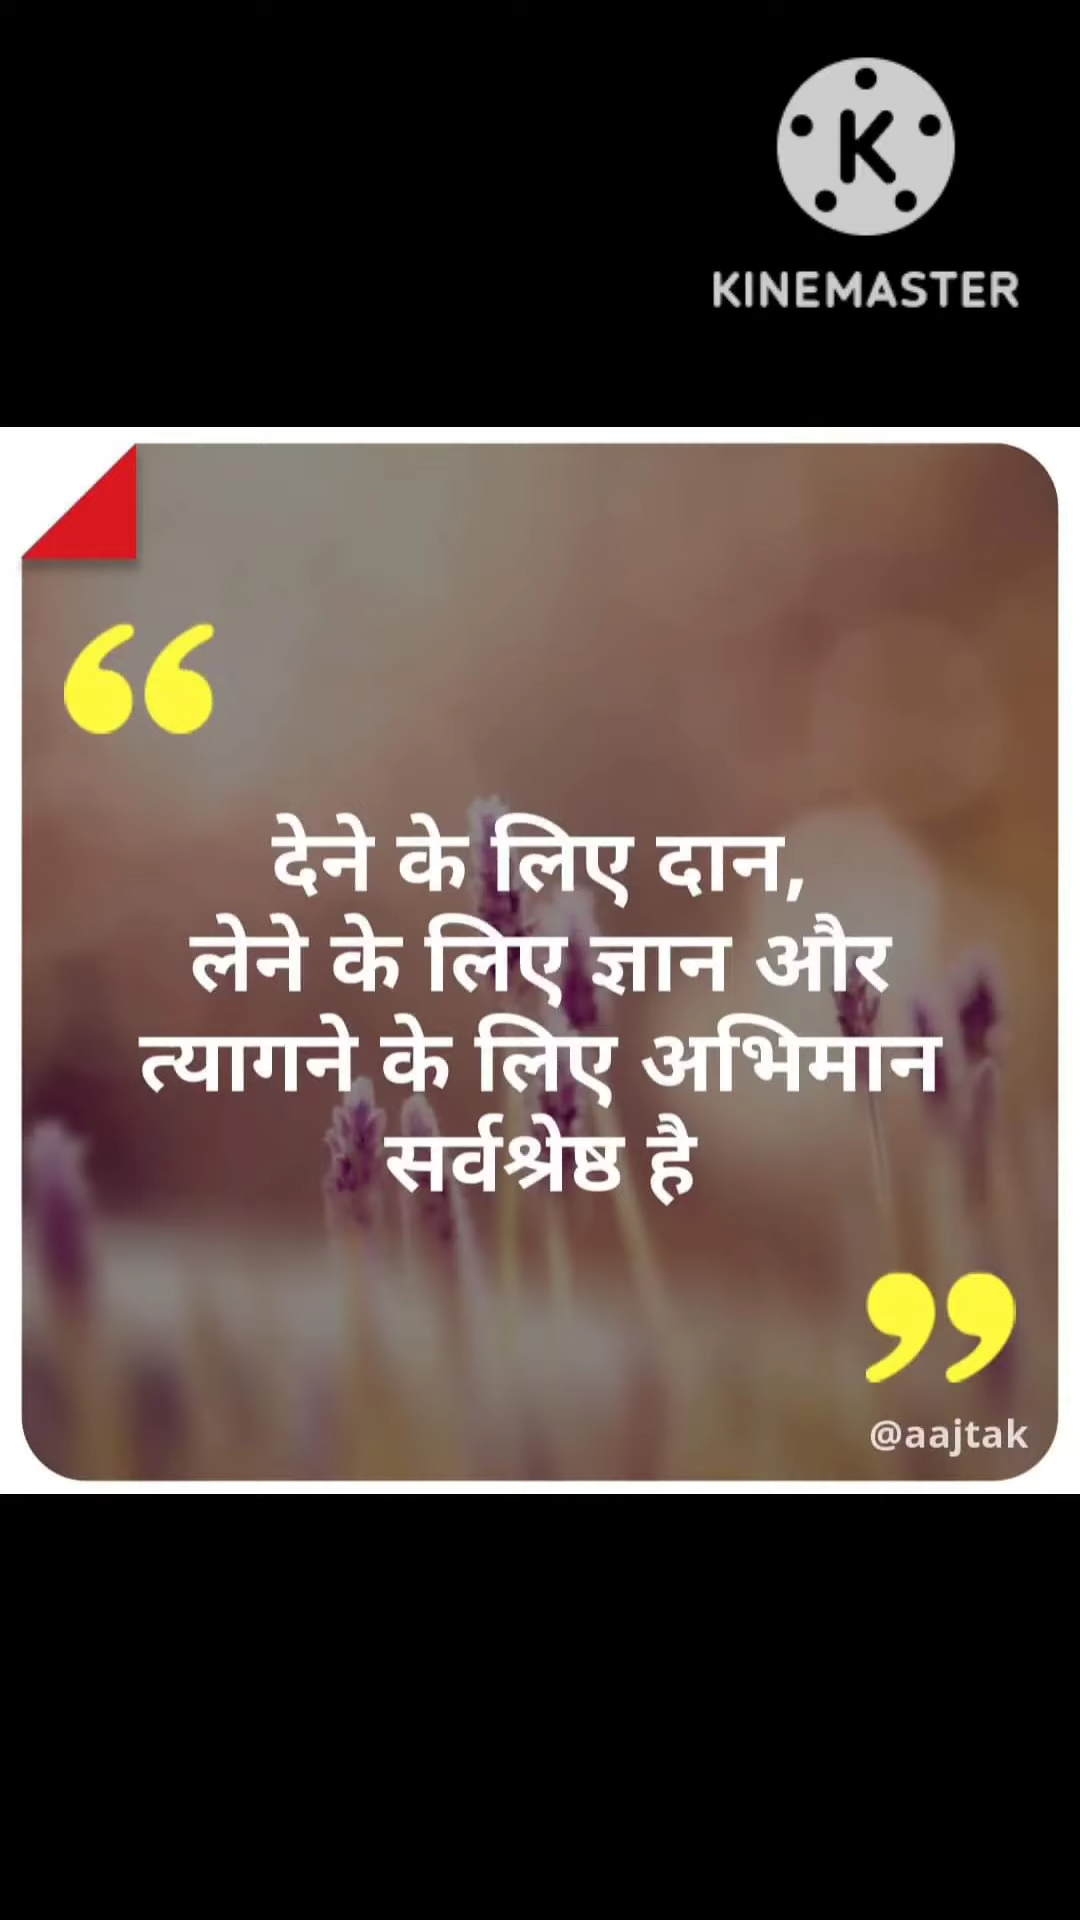 K
KINEMASTER
“
देने के लिए दान,
लेने के लिए ज्ञान और
त्यागने के लिए अभिमान
सर्वश्रेष्ठ है
”
@aajtak